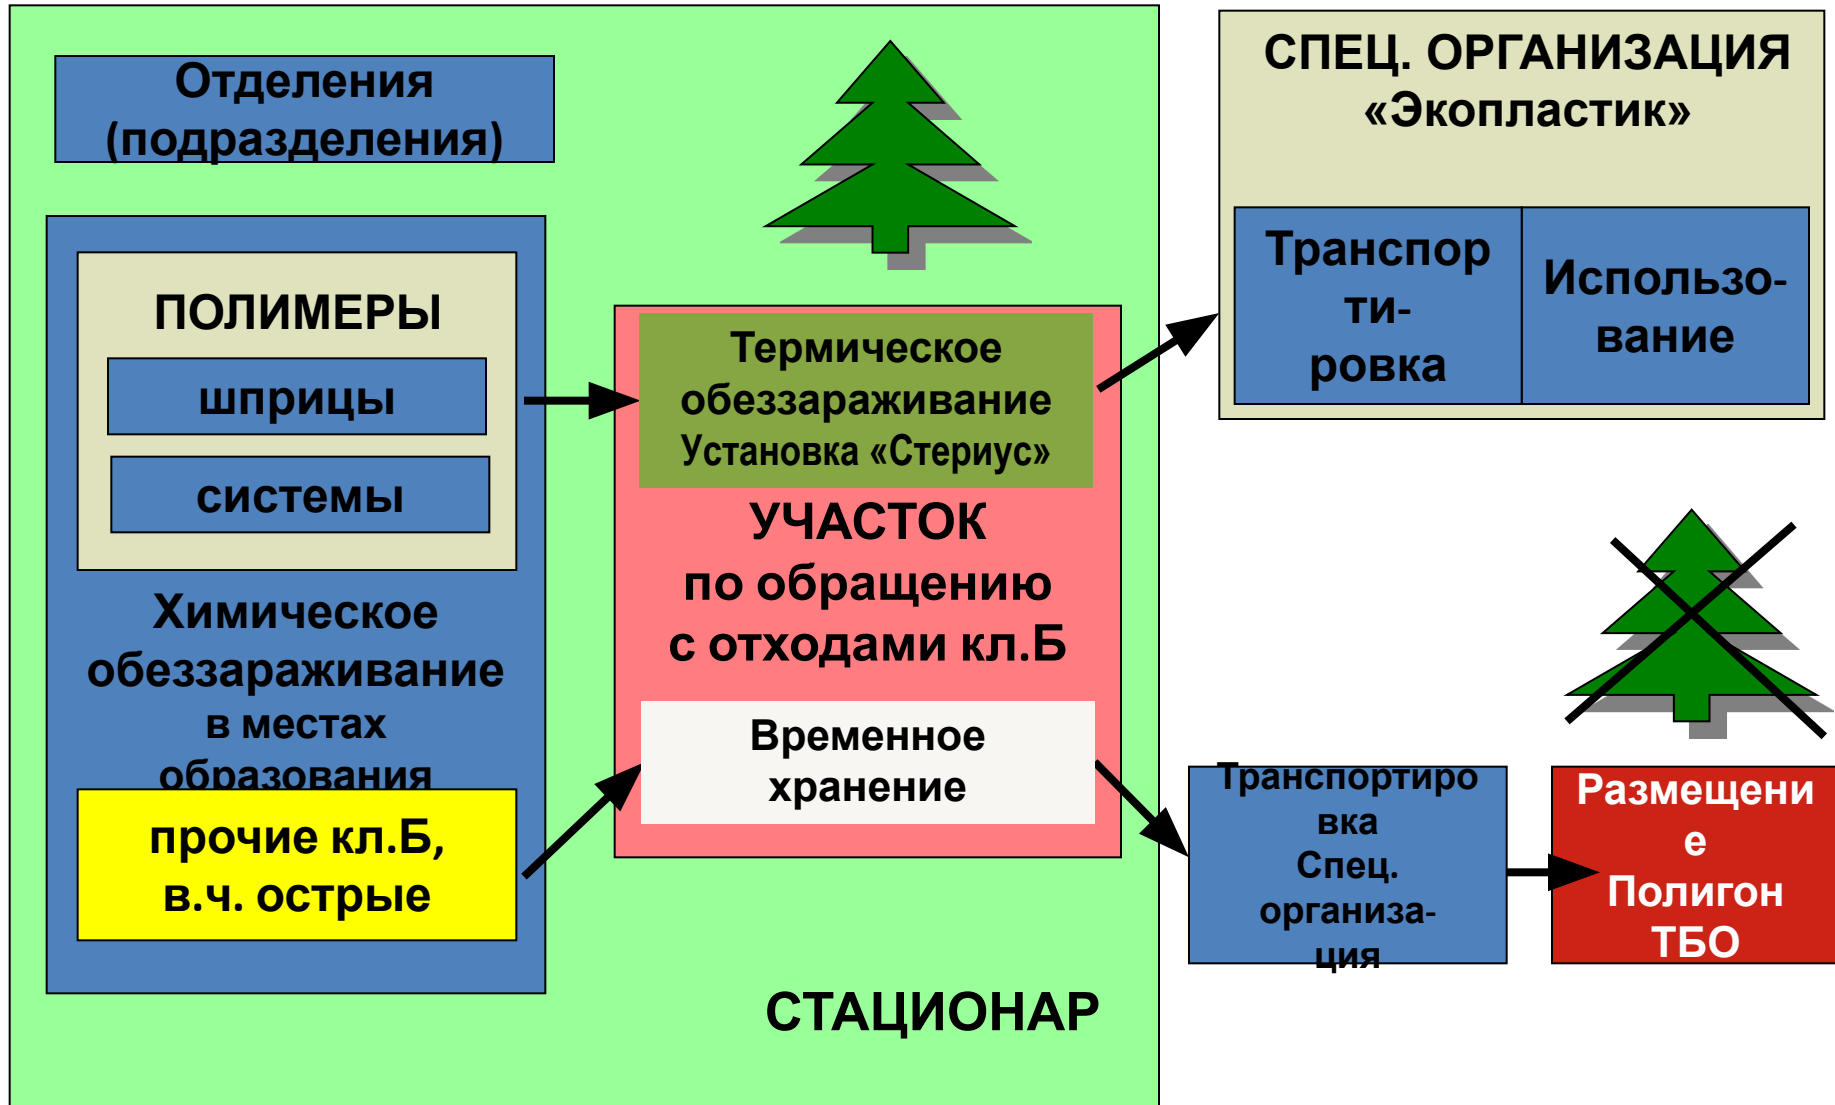 Отделения
(подразделения)
ПОЛИМЕРЫ
шприцы
системы
Химическое
обеззараживание
в местах
образования
прочие кл.Б,
в.ч. острые
Термическое
обеззараживание
Установка «Стериус»
УЧАСТОК
по обращению
с отходами кл.Б
Временное
хранение
СТАЦИОНАР
СПЕЦ. ОРГАНИЗАЦИЯ
«Экопластик»
Транспор
ти-
ровка
Использо-
вание
Транспортиро
вка
Спец.
организа-
ция
Размещени
е
Полигон
ТБО